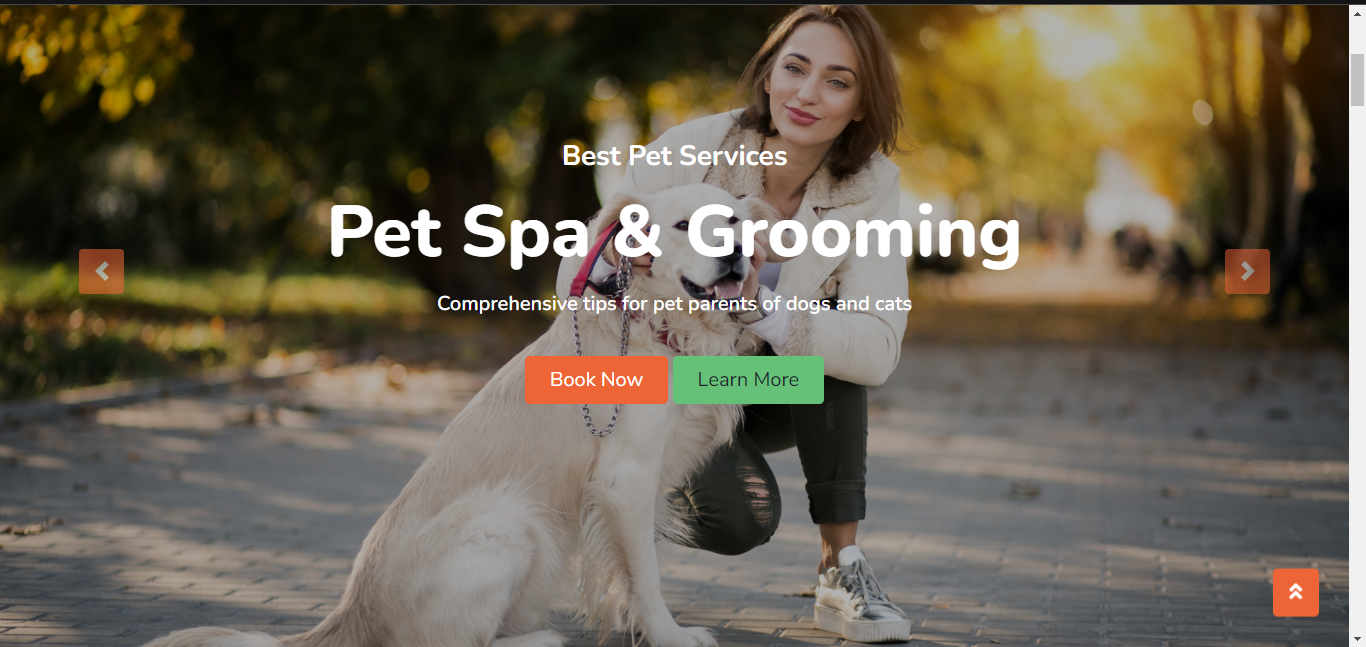 Best Pet Services
Pet Spa & Grooming
Comprehensive tips for pet parents of dogs and cats
Book Now
Learn More